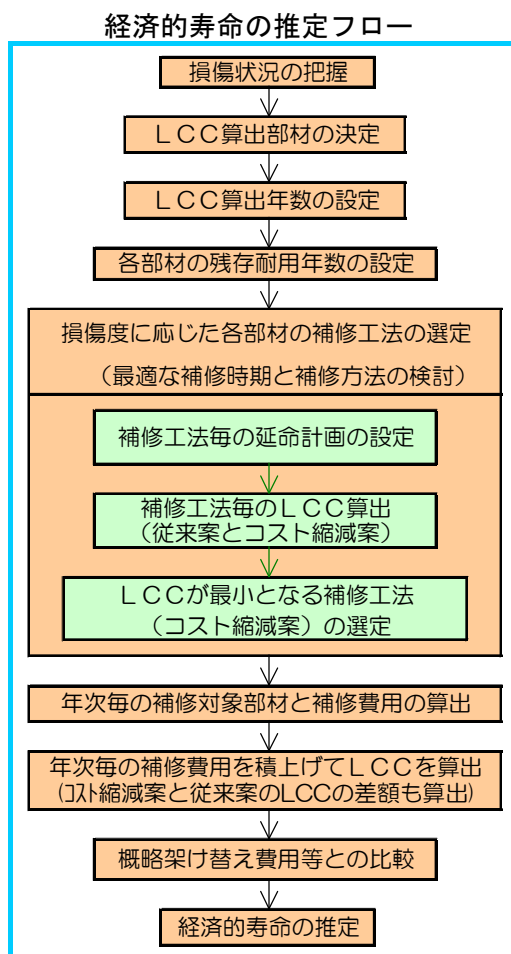 経済的寿命の推定フロー
損傷状況の把握
ＬＣＣ算出部材の決定
ＬＣＣ算出年数の設定
各部材の残存耐用年数の設定
損傷度に応じた各部材の補修工法の選定
（最適な補修時期と補修方法の検討）
補修工法毎の延命計画の設定
補修工法毎のＬＣＣ算出
（従来案とコスト縮減案）
ＬＣＣが最小となる補修工法
（コスト縮減案）の選定
年次毎の補修対象部材と補修費用の算出
年次毎の補修費用を積上げてＬＣＣを算出
(ｺｽﾄ縮減案と従来案のLCCの差額も算出)
概略架け替え費用等との比較
経済的寿命の推定